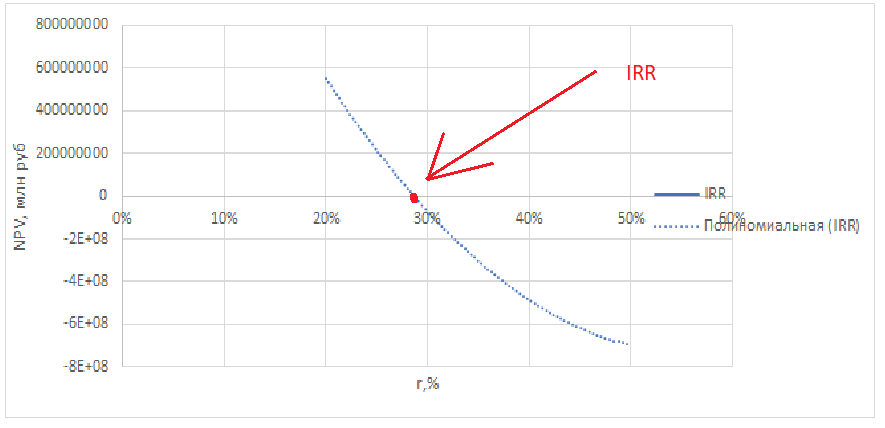 800000000
600000000
400000000
200000000
0
-2E+08
-4E+08
-6E+08
-8E+08
0%
10%
20%
30%
40%
50%
60%
NPV, млн руб
r,%
IRR
IRR
Полиномиальная (IRR)